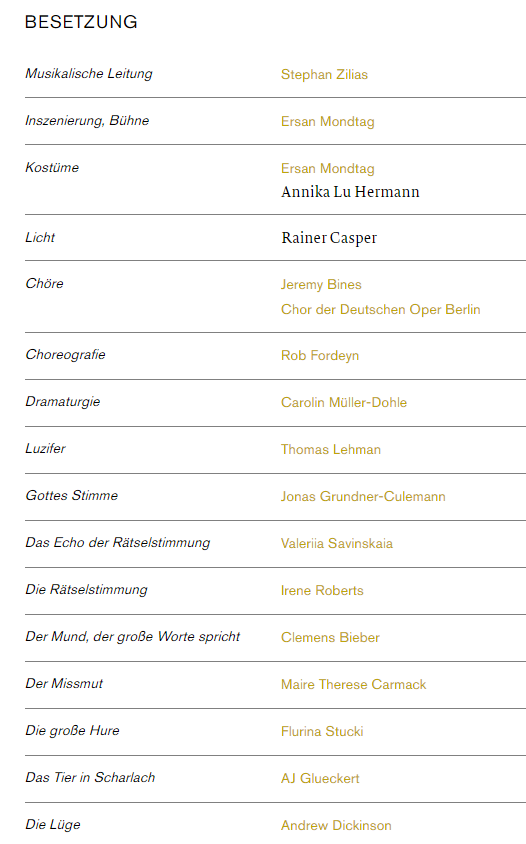 BESETZUNG
Musikalische Leitung Stephan Zilias
Inszenierung, Bühne Ersan Mondtag
Kostüme Ersan Mondtag
Annika Lu Hermann
Licht Rainer Casper
Chöre Jeremy Bines
Chor der Deutschen Oper Berlin
Choreografie Rob Fordeyn
Dramaturgie Carolin Müller-Dohle
Luzifer Thomas Lehman
Gottes Stimme Jonas Grundner-Culemann
Das Echo der Rätselstimmung Valeriia Savinskaia
Die Rätselstimmung Irene Roberts
Der Mund, der große Worte spricht Clemens Bieber
Der Missmut Maire Therese Carmack
Die große Hure Flurina Stucki
Das Tier in Scharlach AJ Glueckert
Die Lüge Andrew Dickinson